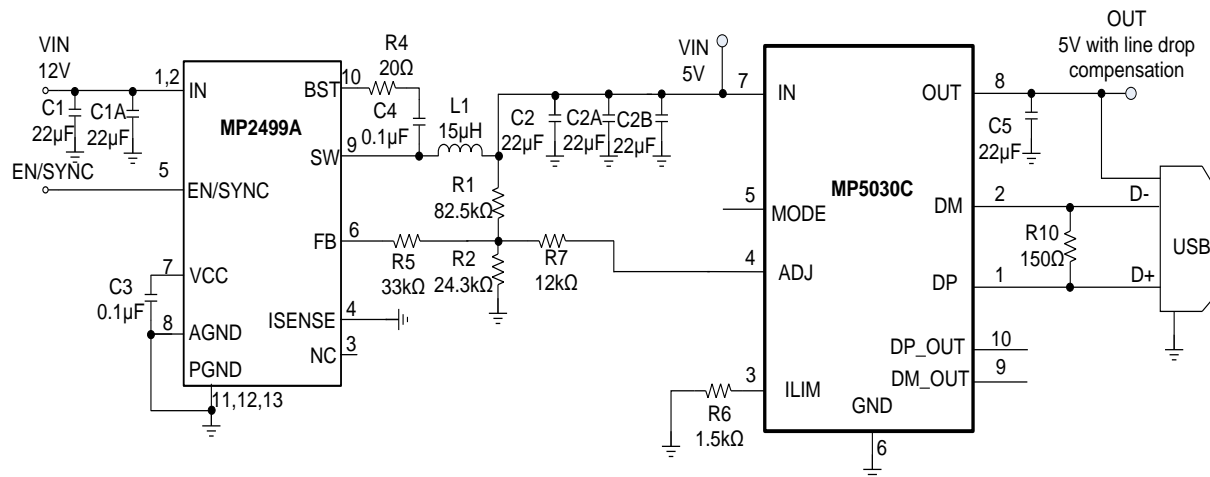 OUT
5V with line drop
compensation
VIN
12V
R4
20Ω
VIN
5V
1,2
IN
10
BST
7
IN
OUT
8
C1
22µF
C1A
22µF
MP2499A
C4
0.1µF
L1
15µH
C2
22µF
C2A
22µF
C2B
22µF
C5
22µF
SW
9
EN/SYNC
5
EN/SYNC
R1
82.5kΩ
MP5030C
5
MODE
DM
2
D-
R10
150Ω
USB
FB
6
R5
33kΩ
R2
24.3kΩ
R7
12kΩ
4
ADJ
DP
1
D+
7
VCC
C3
0.1µF
8
AGND
ISENSE
4
NC
3
PGND
11,12,13
DP_OUT
10
DM_OUT
9
3
ILIM
R6
1.5kΩ
GND
6